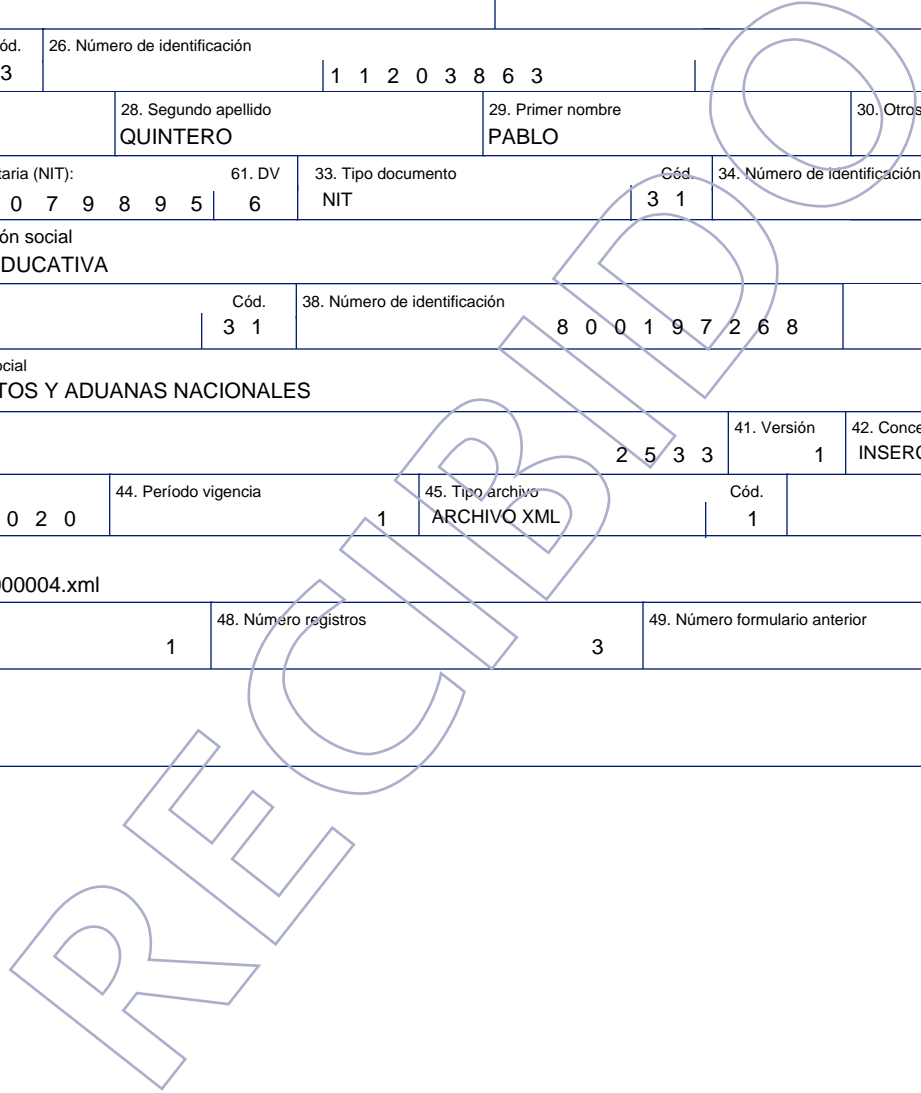 ód. 26. Número de identificación
3 1 1 2 0 3 8 6 3
28. Segundo apellido 29. Primer nombre 30. Otros
QUINTERO PABLO
taria (NIT): 61. DV 33. Tipo documento Cód. 34. Número de identificación
0 7 9 8 9 5 6 NIT 3 1
ón social
DUCATIVA
Cód. 38. Número de identificación
3 1 8 0 0 1 9 7 2 6 8
ocial
TOS Y ADUANAS NACIONALES
41. Versión 42. Conce
2 5 3 3 1 INSERC
44. Período vigencia 45. Tipo archivo Cód.
0 2 0 1 ARCHIVO XML 1
000004.xml
48. Número registros 49. Número formulario anterior
1 3
RECIBIDO